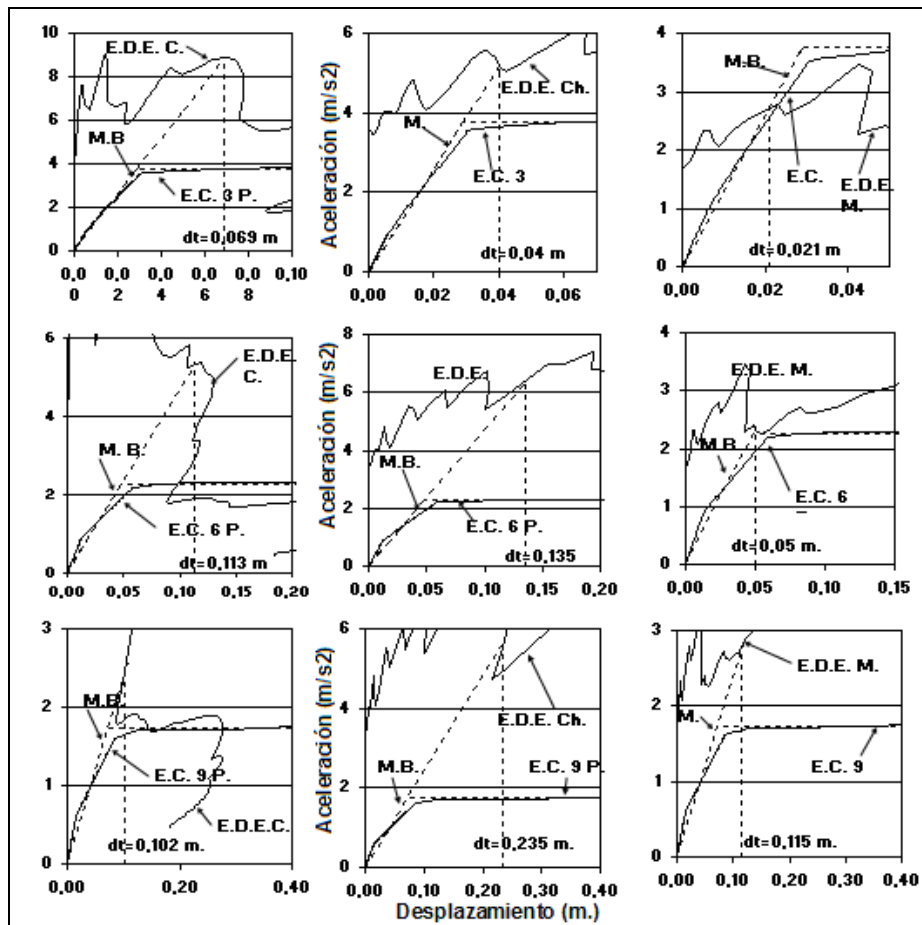 10
8
6
4
2
0
E.D.E. C.
M.B
E.C. 3 P.
dt=0,069 m
0,0 0,0 0,0 0,0 0,0 0,10
0 2 4 6 8
Aceleración (m/s2)
6
4
2
0
E.D.E. Ch.
M.
E.C. 3
dt=0,04 m
0,00 0,02 0,04 0,06
4
3
2
1
0
M.B.
E.C.
E.D.E.
M.
dt=0,021 m
0,00 0,02 0,04
6
4
2
0
E.D.E.
C.
M. B.
E.C. 6 P.
dt=0,113 m
0,00 0,05 0,10 0,15 0,20
Aceleración (m/s2)
8
6
4
2
0
E.D.E.
M.B.
E.C. 6 P.
dt=0,135
0,00 0,05 0,10 0,15 0,20
4
3
2
1
0
E.D.E. M.
M.B.
E.C. 6
dt=0,05 m.
0,00 0,05 0,10 0,15
3
2
1
0
M.B.
E.C. 9 P.
E.D.E.C.
dt=0,102 m.
0,00 0,20 0,40
Aceleración (m/s2)
6
4
2
0
E.D.E. Ch.
M.B.
E.C. 9 P.
dt=0,235 m.
0,00 0,10 0,20 0,30 0,40
3
2
1
0
E.D.E. M.
M.
E.C. 9
dt=0,115 m.
0,00 0,10 0,20 0,30 0,40
Desplazamiento (m.)